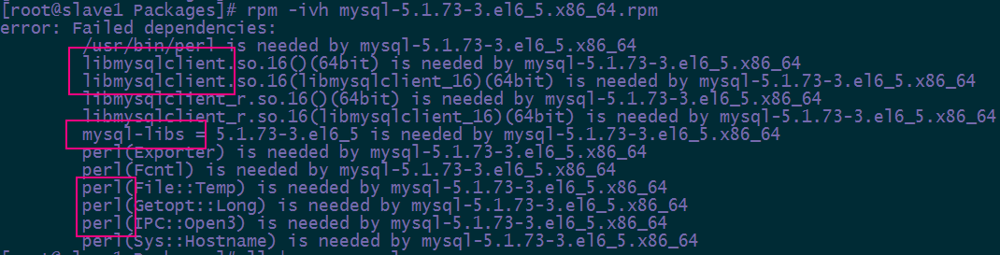 [root@slave1 Packages]# rpm -ivh mysql-5.1.73-3.el6_5.x86_64.rpm
error: Failed dependencies:
/usr/bin/perl is needed by mysql-5.1.73-3.el6_5.x86_64
libmysqlclient.so.16()(64bit) is needed by mysql-5.1.73-3.el6_5.x86_64
libmysqlclient.so.16(libmysqlclient_16)(64bit) is needed by mysql-5.1.73-3.el6_5.x86_64
libmysqlclient_r.so.16()(64bit) is needed by mysql-5.1.73-3.el6_5.x86_64
libmysqlclient_r.so.16(libmysqlclient_16)(64bit) is needed by mysql-5.1.73-3.el6_5.x86_64
mysql-libs = 5.1.73-3.el6_5 is needed by mysql-5.1.73-3.el6_5.x86_64
perl(Exporter) is needed by mysql-5.1.73-3.el6_5.x86_64
perl(Fcntl) is needed by mysql-5.1.73-3.el6_5.x86_64
perl(File::Temp) is needed by mysql-5.1.73-3.el6_5.x86_64
perl(Getopt::Long) is needed by mysql-5.1.73-3.el6_5.x86_64
perl(IPC::Open3) is needed by mysql-5.1.73-3.el6_5.x86_64
perl(Sys::Hostname) is needed by mysql-5.1.73-3.el6_5.x86_64